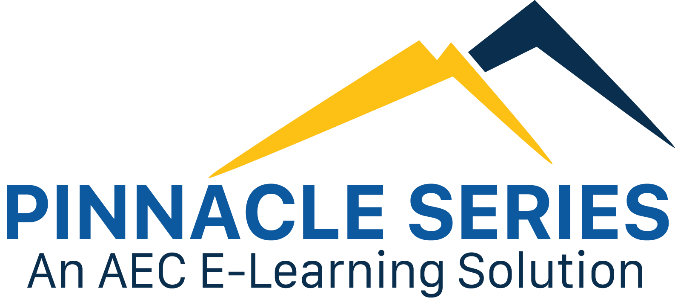 PINNACLE SERIES
An AEC E-Learning Solution